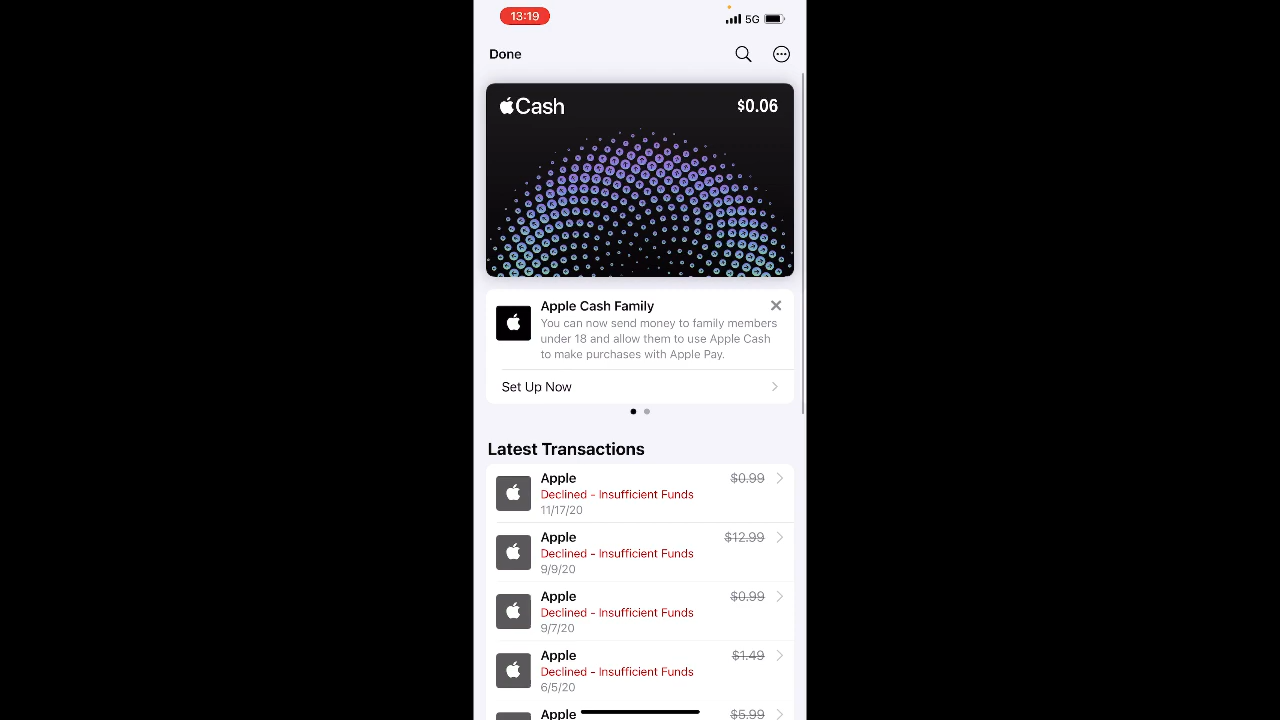 13:19
5G
Done
Cash
$0.06
Apple Cash Family
You can now send money to family members
under 18 and allow them to use Apple Cash
to make purchases with Apple Pay.
Set Up Now
Latest Transactions
Apple
$0.99
Declined - Insufficient Funds
11/17/20
Apple
$12.99
Declined - Insufficient Funds
9/9/20
Apple
$0.99
Declined - Insufficient Funds
9/7/20
Apple
$1.49
Declined - Insufficient Funds
6/5/20
Apple
$5.99